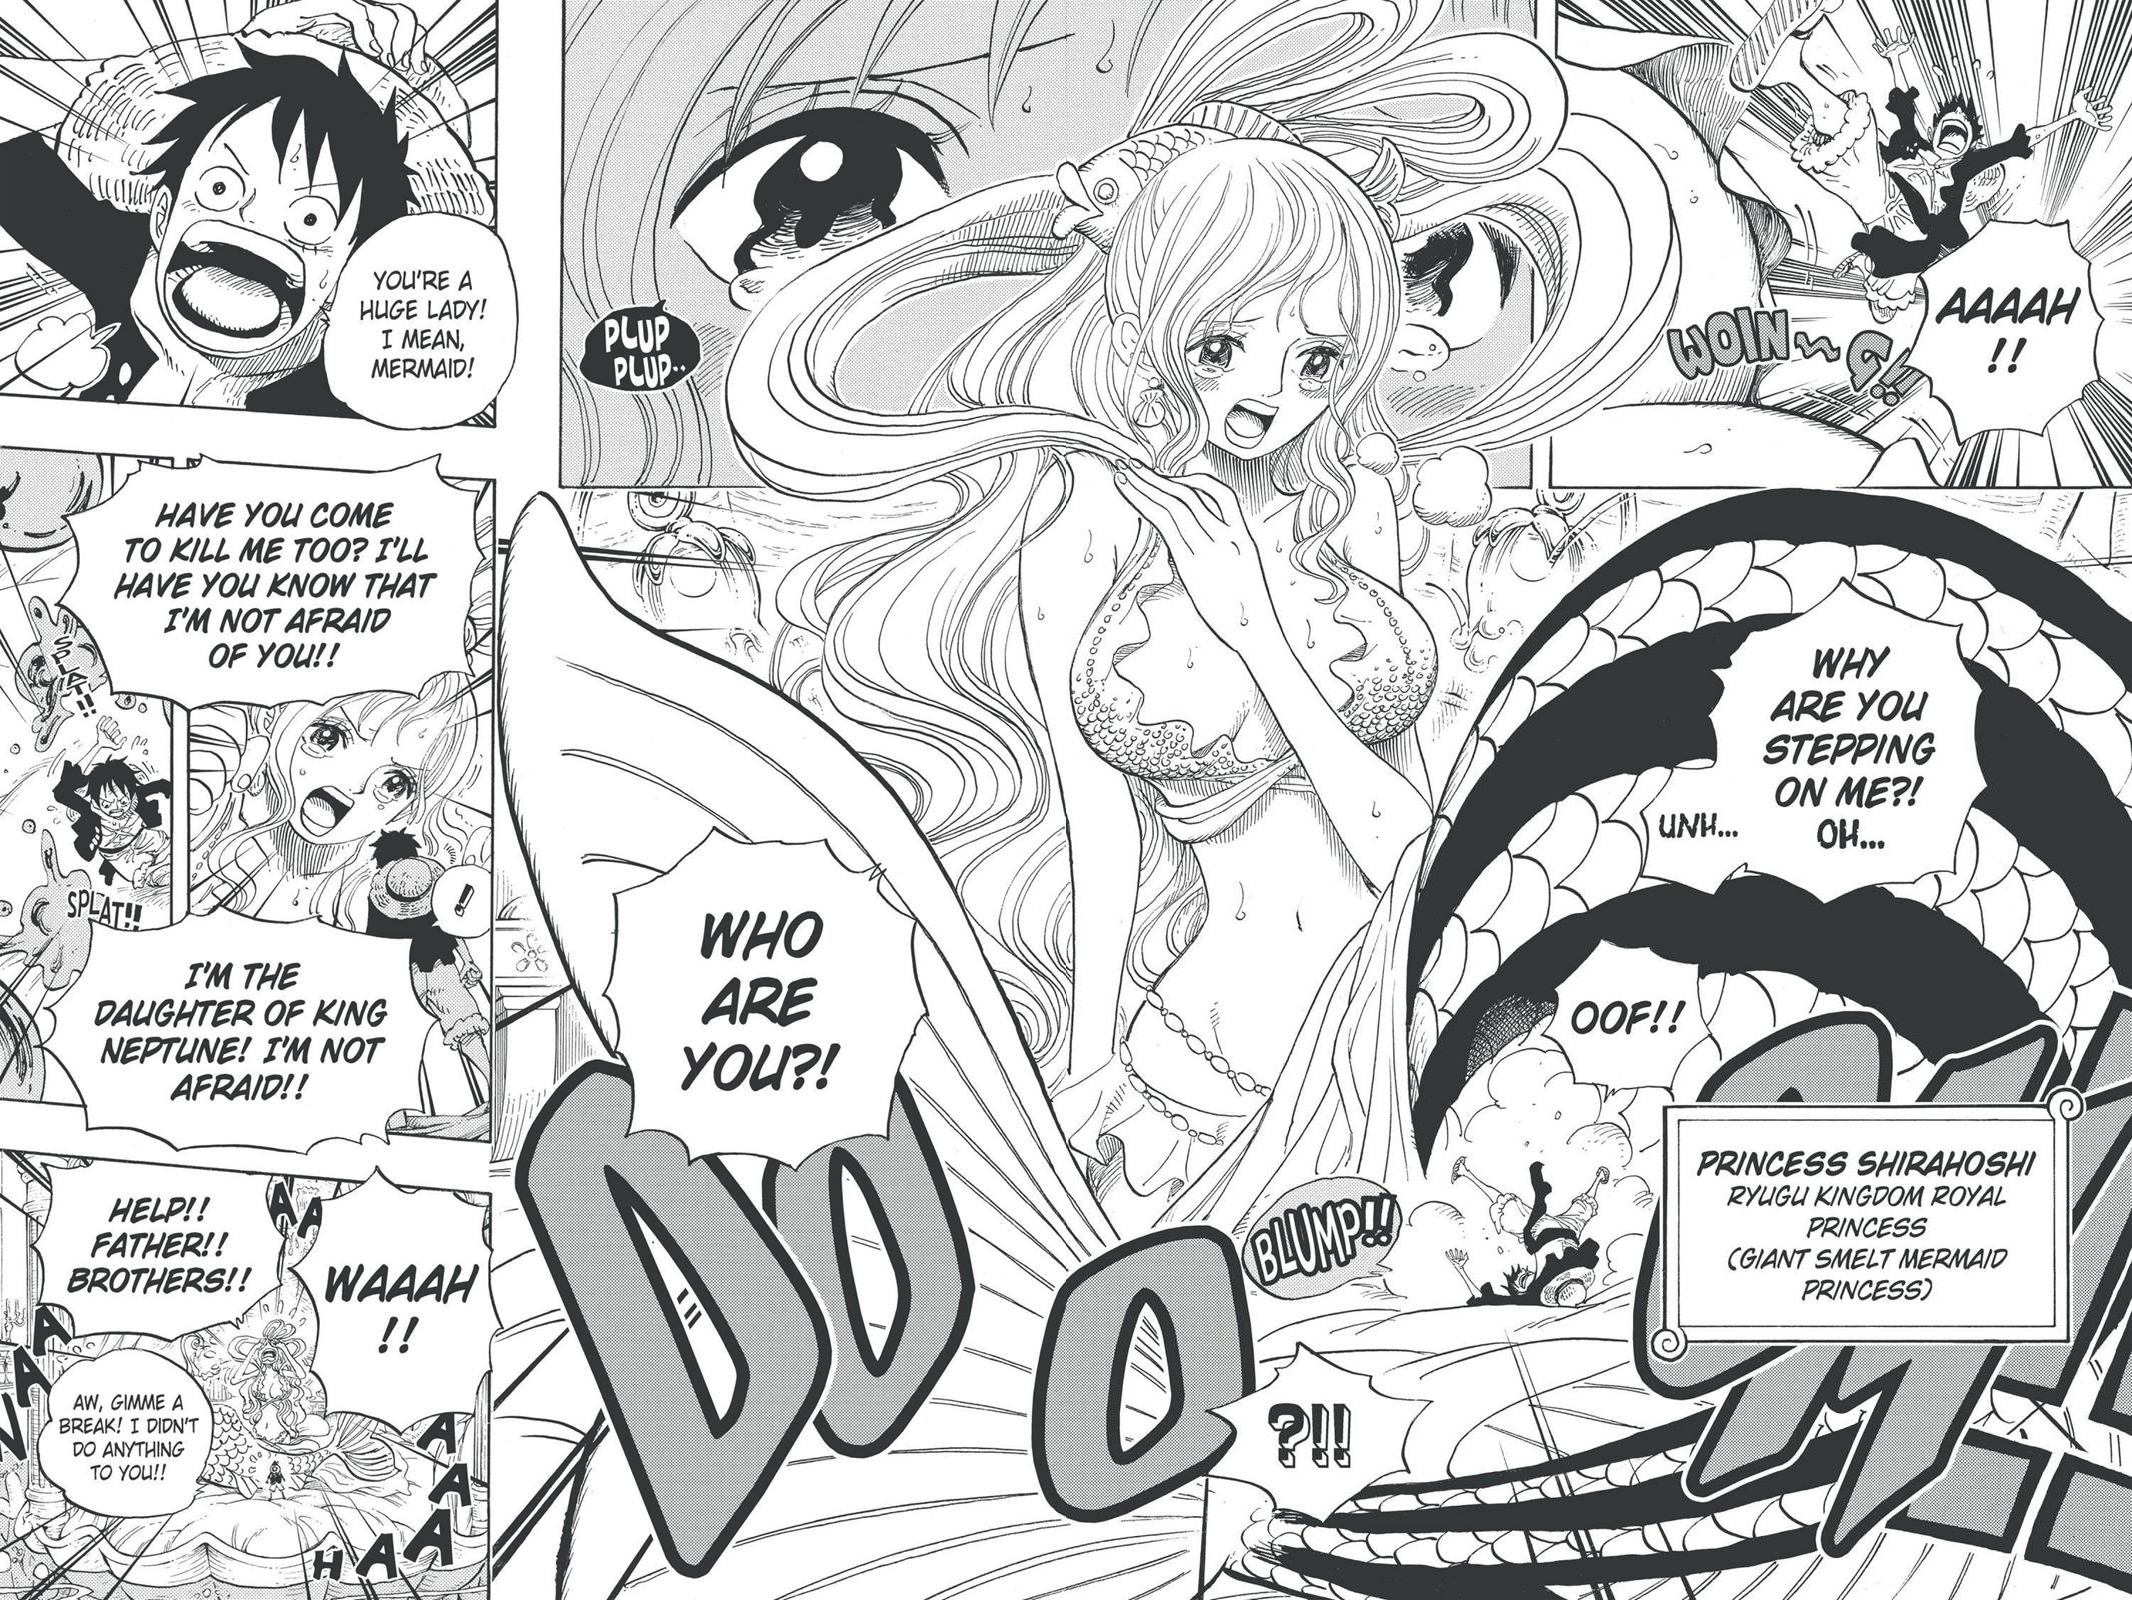 AAAAH
!!
WOIN~G!!
PLUP
PLUP..
WHY
ARE YOU
STEPPING
ON ME?!
OH...
UNH...
OOF!!
PRINCESS SHIRAHOSHI
RYUGU KINGDOM ROYAL
PRINCESS
(GIANT SMELT MERMAID
PRINCESS)
BLUMP!!
?!!
WHO
ARE
YOU?!
DOOM!!
YOU'RE A
HUGE LADY!
I MEAN,
MERMAID!
HAVE YOU COME
TO KILL ME TOO? I'LL
HAVE YOU KNOW THAT
I'M NOT AFRAID
OF YOU!!
!
SPLAT!!
SPLAT!!
I'M THE
DAUGHTER OF KING
NEPTUNE! I'M NOT
AFRAID!!
WAAAH
!!
HELP!!
FATHER!!
BROTHERS!!
AW, GIMME A
BREAK! I DIDN'T
DO ANYTHING
TO YOU!!